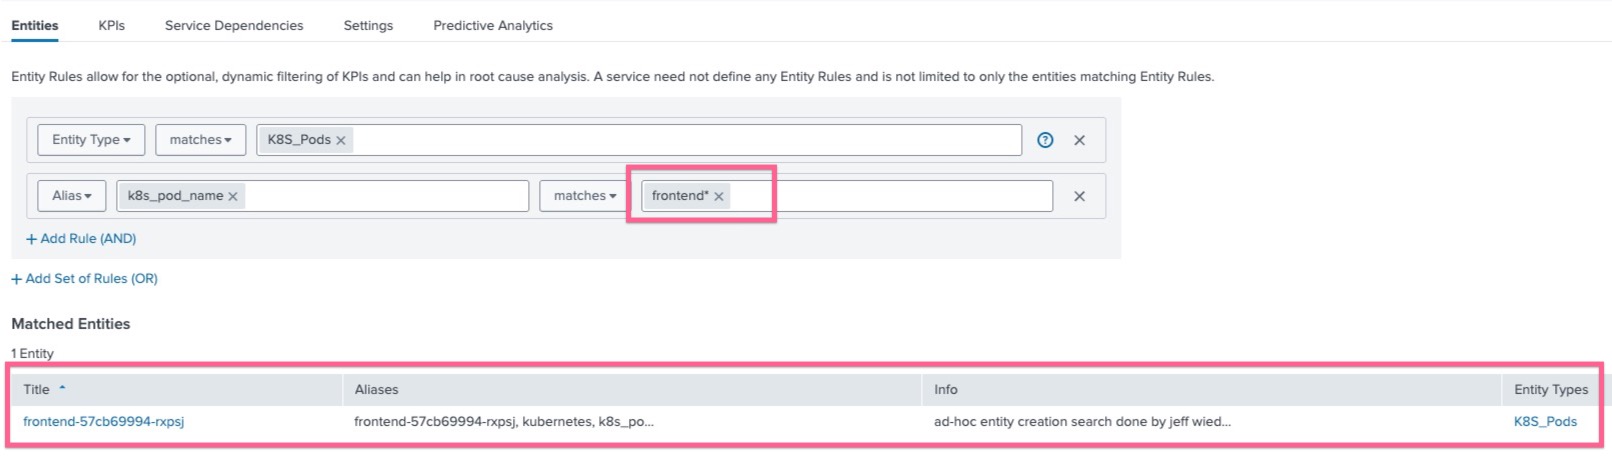 Entities KPIs Service Dependencies Settings Predictive Analytics
Entity Rules allow for the optional, dynamic filtering of KPIs and can help in root cause analysis. A service need not define any Entity Rules and is not limited to only the entities matching Entity Rules.
Entity Type▾ matches▾ K8S_Pods × ? ×
Alias▾ k8s_pod_name × matches▾ frontend* × ×
+ Add Rule (AND)
+ Add Set of Rules (OR)
Matched Entities
1 Entity
Title Aliases Info Entity Types
frontend-57cb69994-rxpsj frontend-57cb69994-rxpsj, kubernetes, k8s_po... ad-hoc entity creation search done by jeff wied... K8S_Pods